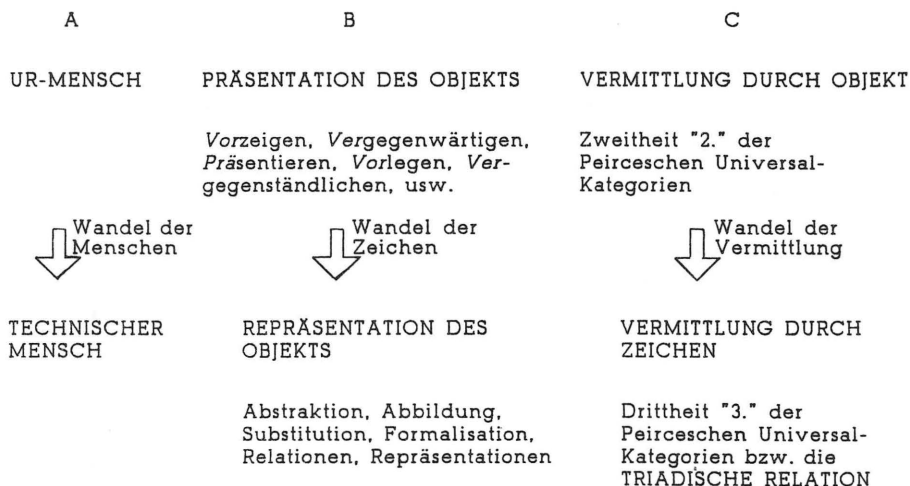 A B C
UR-MENSCH PRÄSENTATION DES OBJEKTS VERMITTLUNG DURCH OBJEKT
Vorzeigen, Vergegenwärtigen,
Präsentieren, Vorlegen, Ver-
gegenständlichen, usw.
Zweitheit "2." der
Peirceschen Universal-
Kategorien
Wandel der
Menschen
Wandel der
Zeichen
Wandel der
Vermittlung
TECHNISCHER
MENSCH
REPRÄSENTATION DES
OBJEKTS
VERMITTLUNG DURCH
ZEICHEN
Abstraktion, Abbildung,
Substitution, Formalisation,
Relationen, Repräsentationen
Drittheit "3." der
Peirceschen Universal-
Kategorien bzw. die
TRIADISCHE RELATION